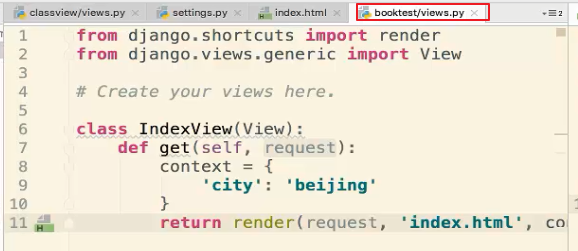 classview/views.py settings.py index.html booktest/views.py
1 from django.shortcuts import render
2 from django.views.generic import View
3
4 # Create your views here.
5
6 class IndexView(View):
7 def get(self, request):
8 context = {
9 'city': 'beijing'
10 }
11 return render(request, 'index.html', co